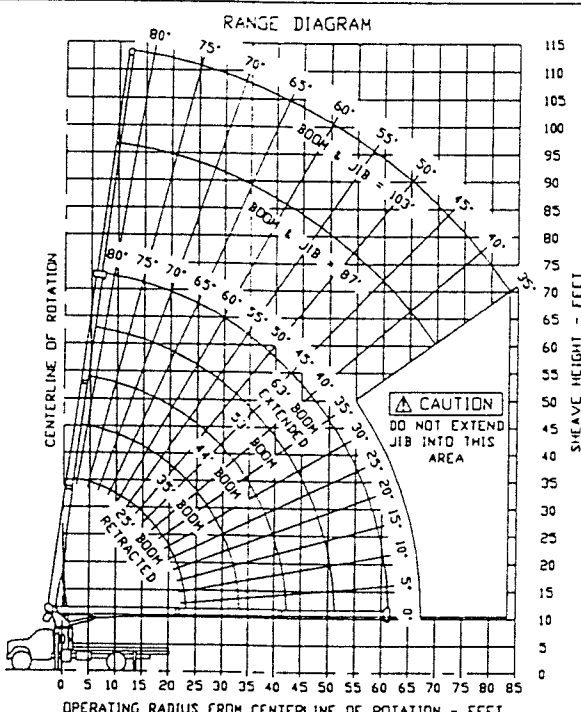 RANGE DIAGRAM
80° 75° 70° 65° 60° 55° 50° 45° 40° 35°
BOOM & JIB = 103'
BOOM & JIB = 87'
80° 75° 70° 65° 60° 55° 50° 45° 40° 35° 30° 25° 20° 15° 10° 5° 0°
63' BOOM
EXTENDED
53' BOOM
44' BOOM
35' BOOM
25' BOOM
RETRACTED
CENTERLINE OF ROTATION
⚠ CAUTION
DO NOT EXTEND
JIB INTO THIS
AREA
115
110
105
100
95
90
85
80
75
70
65
60
55
50
45
40
35
30
25
20
15
10
5
0
SHEAVE HEIGHT - FEET
0 5 10 15 20 25 30 35 40 45 50 55 60 65 70 75 80 85
OPERATING RADIUS FROM CENTERLINE OF ROTATION - FEET